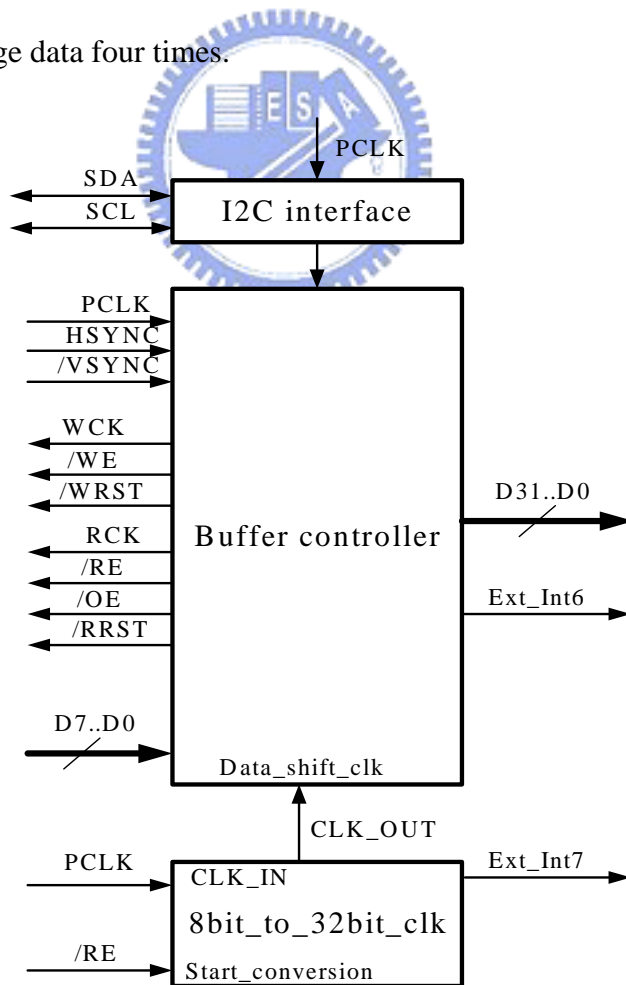 ge data four times.
ESA
PCLK
SDA
SCL
I2C interface
PCLK
HSYNC
/VSYNC
WCK
/WE
/WRST
RCK
/RE
/OE
/RRST
Buffer controller
D31..D0
Ext_Int6
D7..D0
Data_shift_clk
CLK_OUT
PCLK
CLK_IN
Ext_Int7
8bit_to_32bit_clk
/RE
Start_conversion